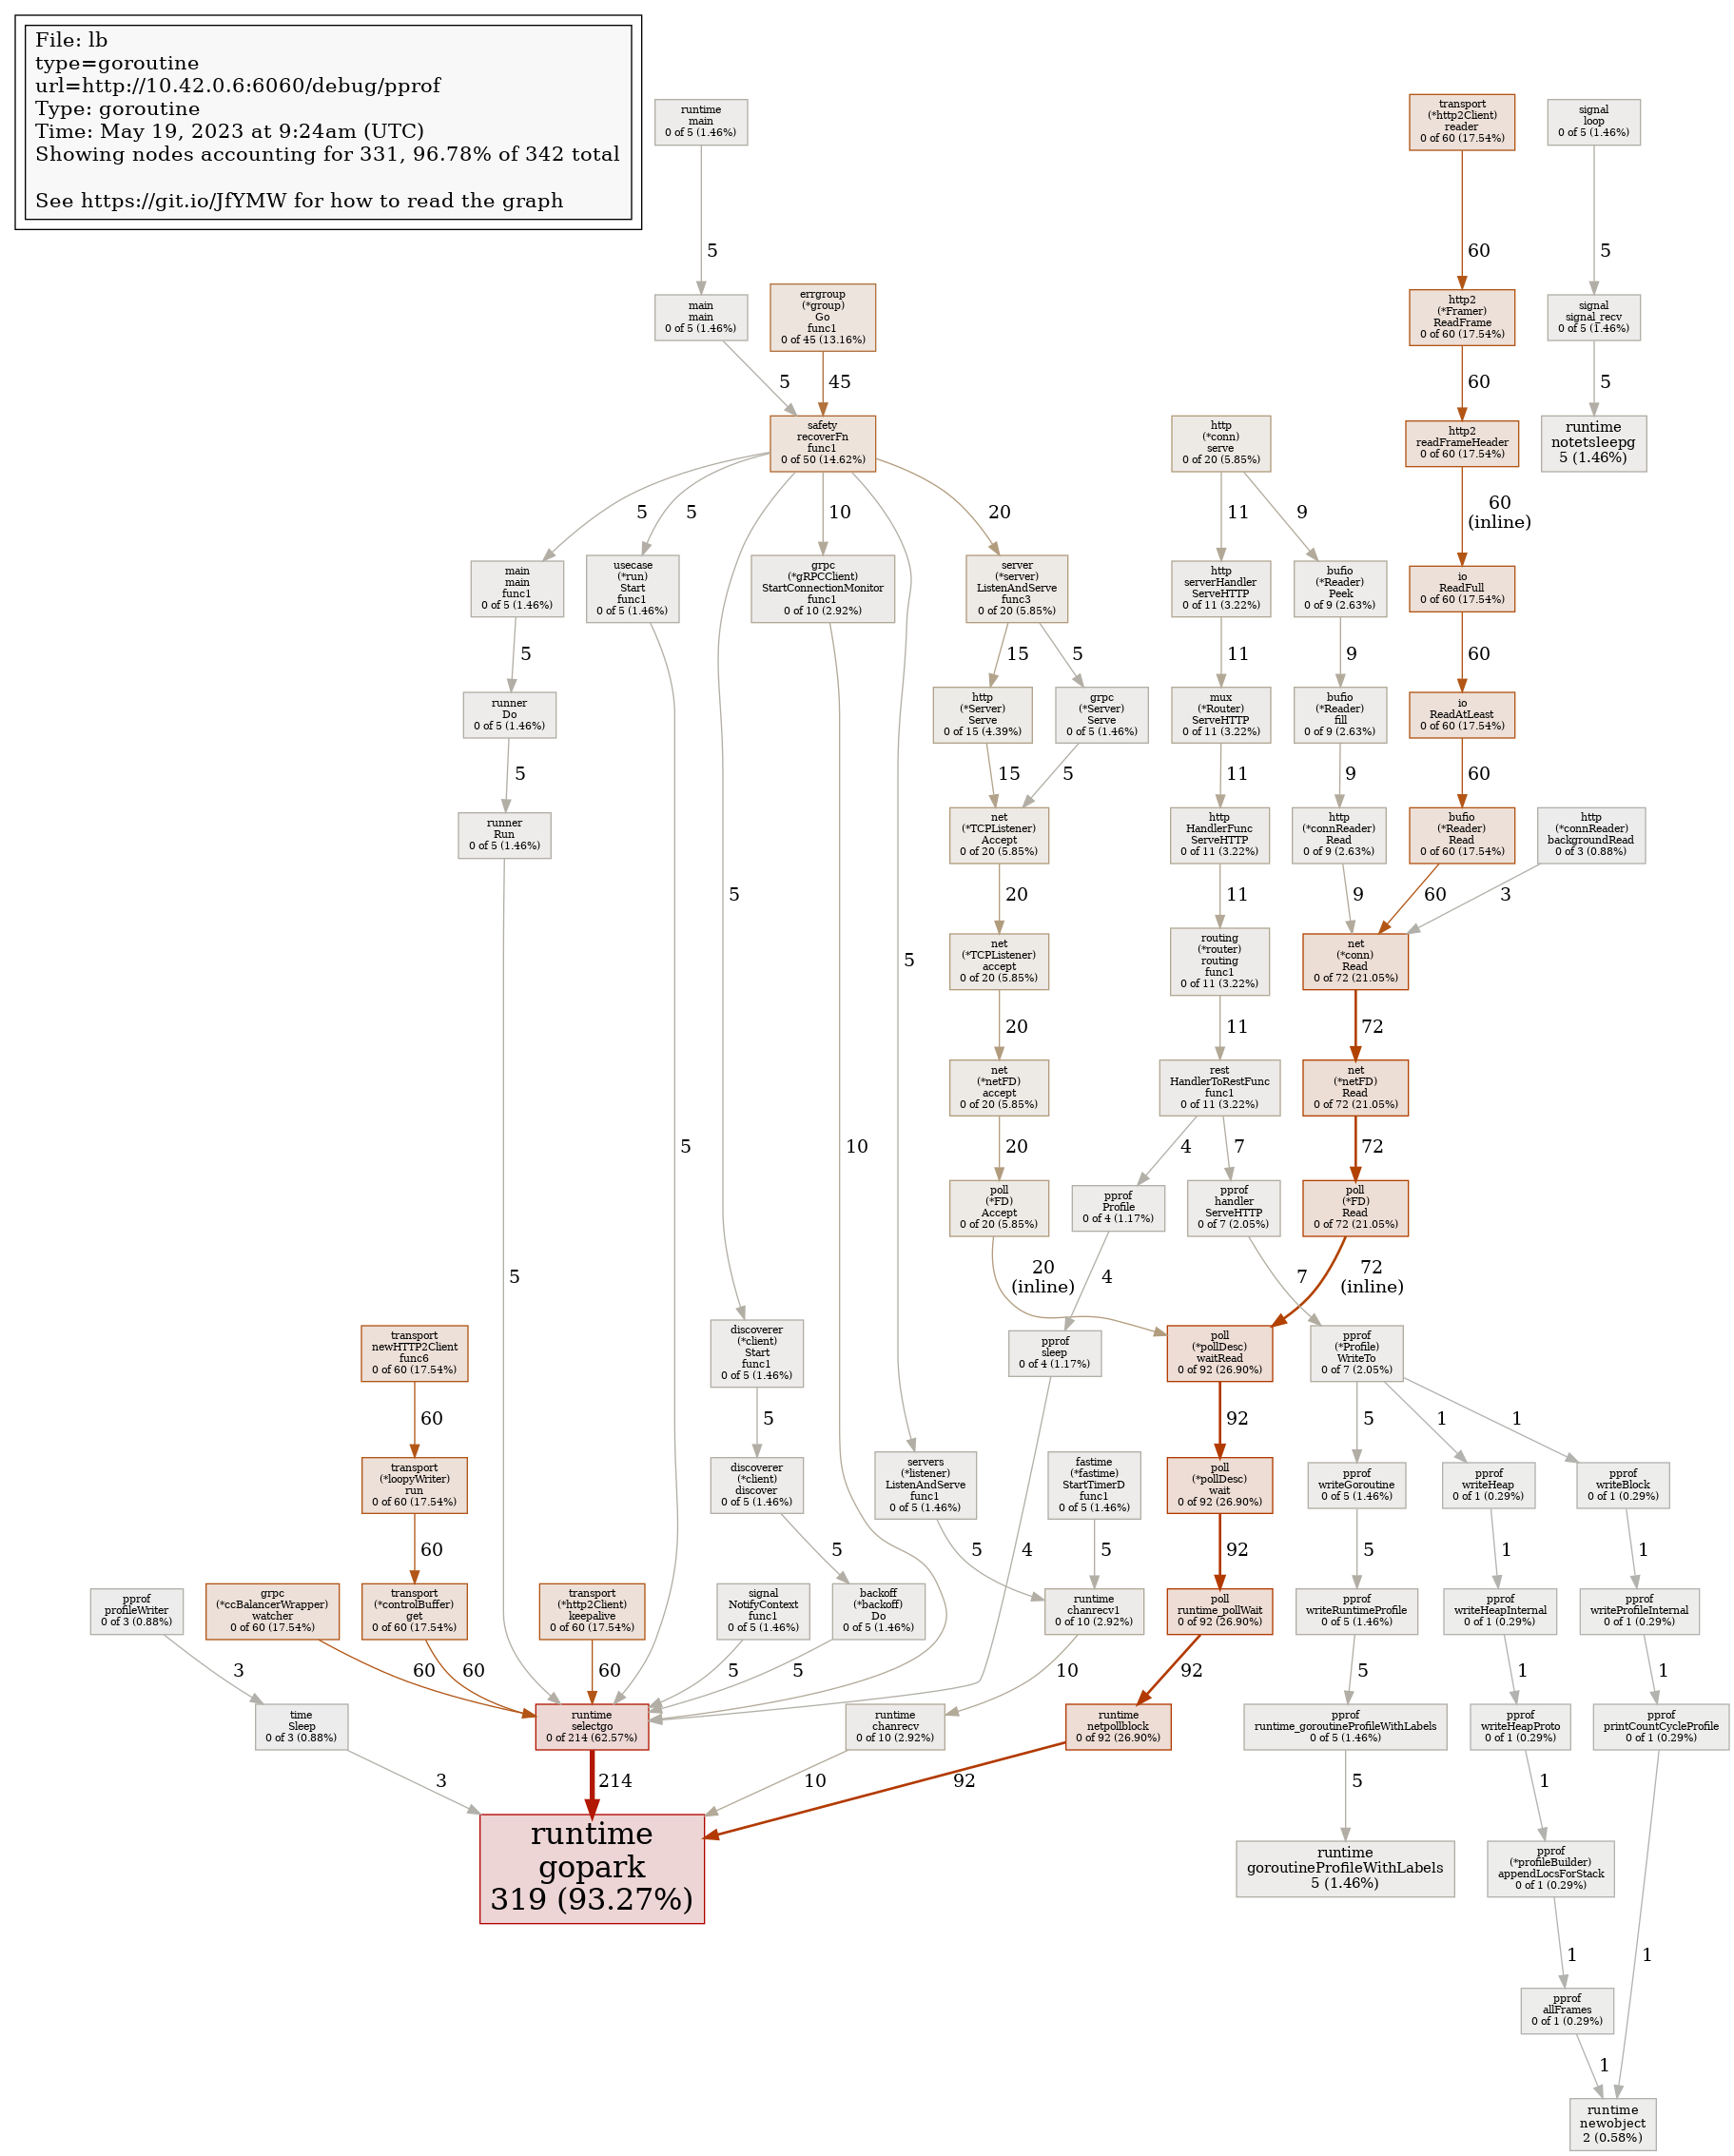 File: lb
type=goroutine
url=http://10.42.0.6:6060/debug/pprof
Type: goroutine
Time: May 19, 2023 at 9:24am (UTC)
Showing nodes accounting for 331, 96.78% of 342 total
See https://git.io/JfYMW for how to read the graph
runtime
main
0 of 5 (1.46%)
transport
(*http2Client)
reader
0 of 60 (17.54%)
signal
loop
0 of 5 (1.46%)
5
60
5
main
main
0 of 5 (1.46%)
errgroup
(*group)
Go
func1
0 of 45 (13.16%)
http2
(*Framer)
ReadFrame
0 of 60 (17.54%)
signal
signal_recv
0 of 5 (1.46%)
5
45
60
5
safety
recoverFn
func1
0 of 50 (14.62%)
http
(*conn)
serve
0 of 20 (5.85%)
http2
readFrameHeader
0 of 60 (17.54%)
runtime
notetsleepg
5 (1.46%)
5
5
10
20
11
9
60
(inline)
main
main
func1
0 of 5 (1.46%)
usecase
(*run)
Start
func1
0 of 5 (1.46%)
grpc
(*gRPCClient)
StartConnectionMonitor
func1
0 of 10 (2.92%)
server
(*server)
ListenAndServe
func3
0 of 20 (5.85%)
http
serverHandler
ServeHTTP
0 of 11 (3.22%)
bufio
(*Reader)
Peek
0 of 9 (2.63%)
io
ReadFull
0 of 60 (17.54%)
5
15
5
11
9
60
runner
Do
0 of 5 (1.46%)
http
(*Server)
Serve
0 of 15 (4.39%)
grpc
(*Server)
Serve
0 of 5 (1.46%)
mux
(*Router)
ServeHTTP
0 of 11 (3.22%)
bufio
(*Reader)
fill
0 of 9 (2.63%)
io
ReadAtLeast
0 of 60 (17.54%)
5
15
5
11
9
60
runner
Run
0 of 5 (1.46%)
net
(*TCPListener)
Accept
0 of 20 (5.85%)
http
HandlerFunc
ServeHTTP
0 of 11 (3.22%)
http
(*connReader)
Read
0 of 9 (2.63%)
bufio
(*Reader)
Read
0 of 60 (17.54%)
http
(*connReader)
backgroundRead
0 of 3 (0.88%)
5
20
11
9
60
3
5
net
(*TCPListener)
accept
0 of 20 (5.85%)
routing
(*router)
routing
func1
0 of 11 (3.22%)
net
(*conn)
Read
0 of 72 (21.05%)
20
11
72
net
(*netFD)
accept
0 of 20 (5.85%)
rest
HandlerToRestFunc
func1
0 of 11 (3.22%)
net
(*netFD)
Read
0 of 72 (21.05%)
5
10
20
4
7
72
poll
(*FD)
Accept
0 of 20 (5.85%)
pprof
Profile
0 of 4 (1.17%)
pprof
handler
ServeHTTP
0 of 7 (2.05%)
poll
(*FD)
Read
0 of 72 (21.05%)
5
20
(inline)
4
7
72
(inline)
transport
newHTTP2Client
func6
0 of 60 (17.54%)
discoverer
(*client)
Start
func1
0 of 5 (1.46%)
pprof
sleep
0 of 4 (1.17%)
poll
(*pollDesc)
waitRead
0 of 92 (26.90%)
pprof
(*Profile)
WriteTo
0 of 7 (2.05%)
60
5
92
5
1
1
transport
(*loopyWriter)
run
0 of 60 (17.54%)
discoverer
(*client)
discover
0 of 5 (1.46%)
servers
(*listener)
ListenAndServe
func1
0 of 5 (1.46%)
fastime
(*fastime)
StartTimerD
func1
0 of 5 (1.46%)
poll
(*pollDesc)
wait
0 of 92 (26.90%)
pprof
writeGoroutine
0 of 5 (1.46%)
pprof
writeHeap
0 of 1 (0.29%)
pprof
writeBlock
0 of 1 (0.29%)
60
5
5
4
5
92
5
1
1
pprof
profileWriter
0 of 3 (0.88%)
grpc
(*ccBalancerWrapper)
watcher
0 of 60 (17.54%)
transport
(*controlBuffer)
get
0 of 60 (17.54%)
transport
(*http2Client)
keepalive
0 of 60 (17.54%)
signal
NotifyContext
func1
0 of 5 (1.46%)
backoff
(*backoff)
Do
0 of 5 (1.46%)
runtime
chanrecv1
0 of 10 (2.92%)
poll
runtime_pollWait
0 of 92 (26.90%)
pprof
writeRuntimeProfile
0 of 5 (1.46%)
pprof
writeHeapInternal
0 of 1 (0.29%)
pprof
writeProfileInternal
0 of 1 (0.29%)
3
60
60
60
5
5
10
92
5
1
1
time
Sleep
0 of 3 (0.88%)
runtime
selectgo
0 of 214 (62.57%)
runtime
chanrecv
0 of 10 (2.92%)
runtime
netpollblock
0 of 92 (26.90%)
pprof
runtime_goroutineProfileWithLabels
0 of 5 (1.46%)
pprof
writeHeapProto
0 of 1 (0.29%)
pprof
printCountCycleProfile
0 of 1 (0.29%)
3
214
10
92
5
1
runtime
gopark
319 (93.27%)
runtime
goroutineProfileWithLabels
5 (1.46%)
pprof
(*profileBuilder)
appendLocsForStack
0 of 1 (0.29%)
1
1
pprof
allFrames
0 of 1 (0.29%)
1
runtime
newobject
2 (0.58%)